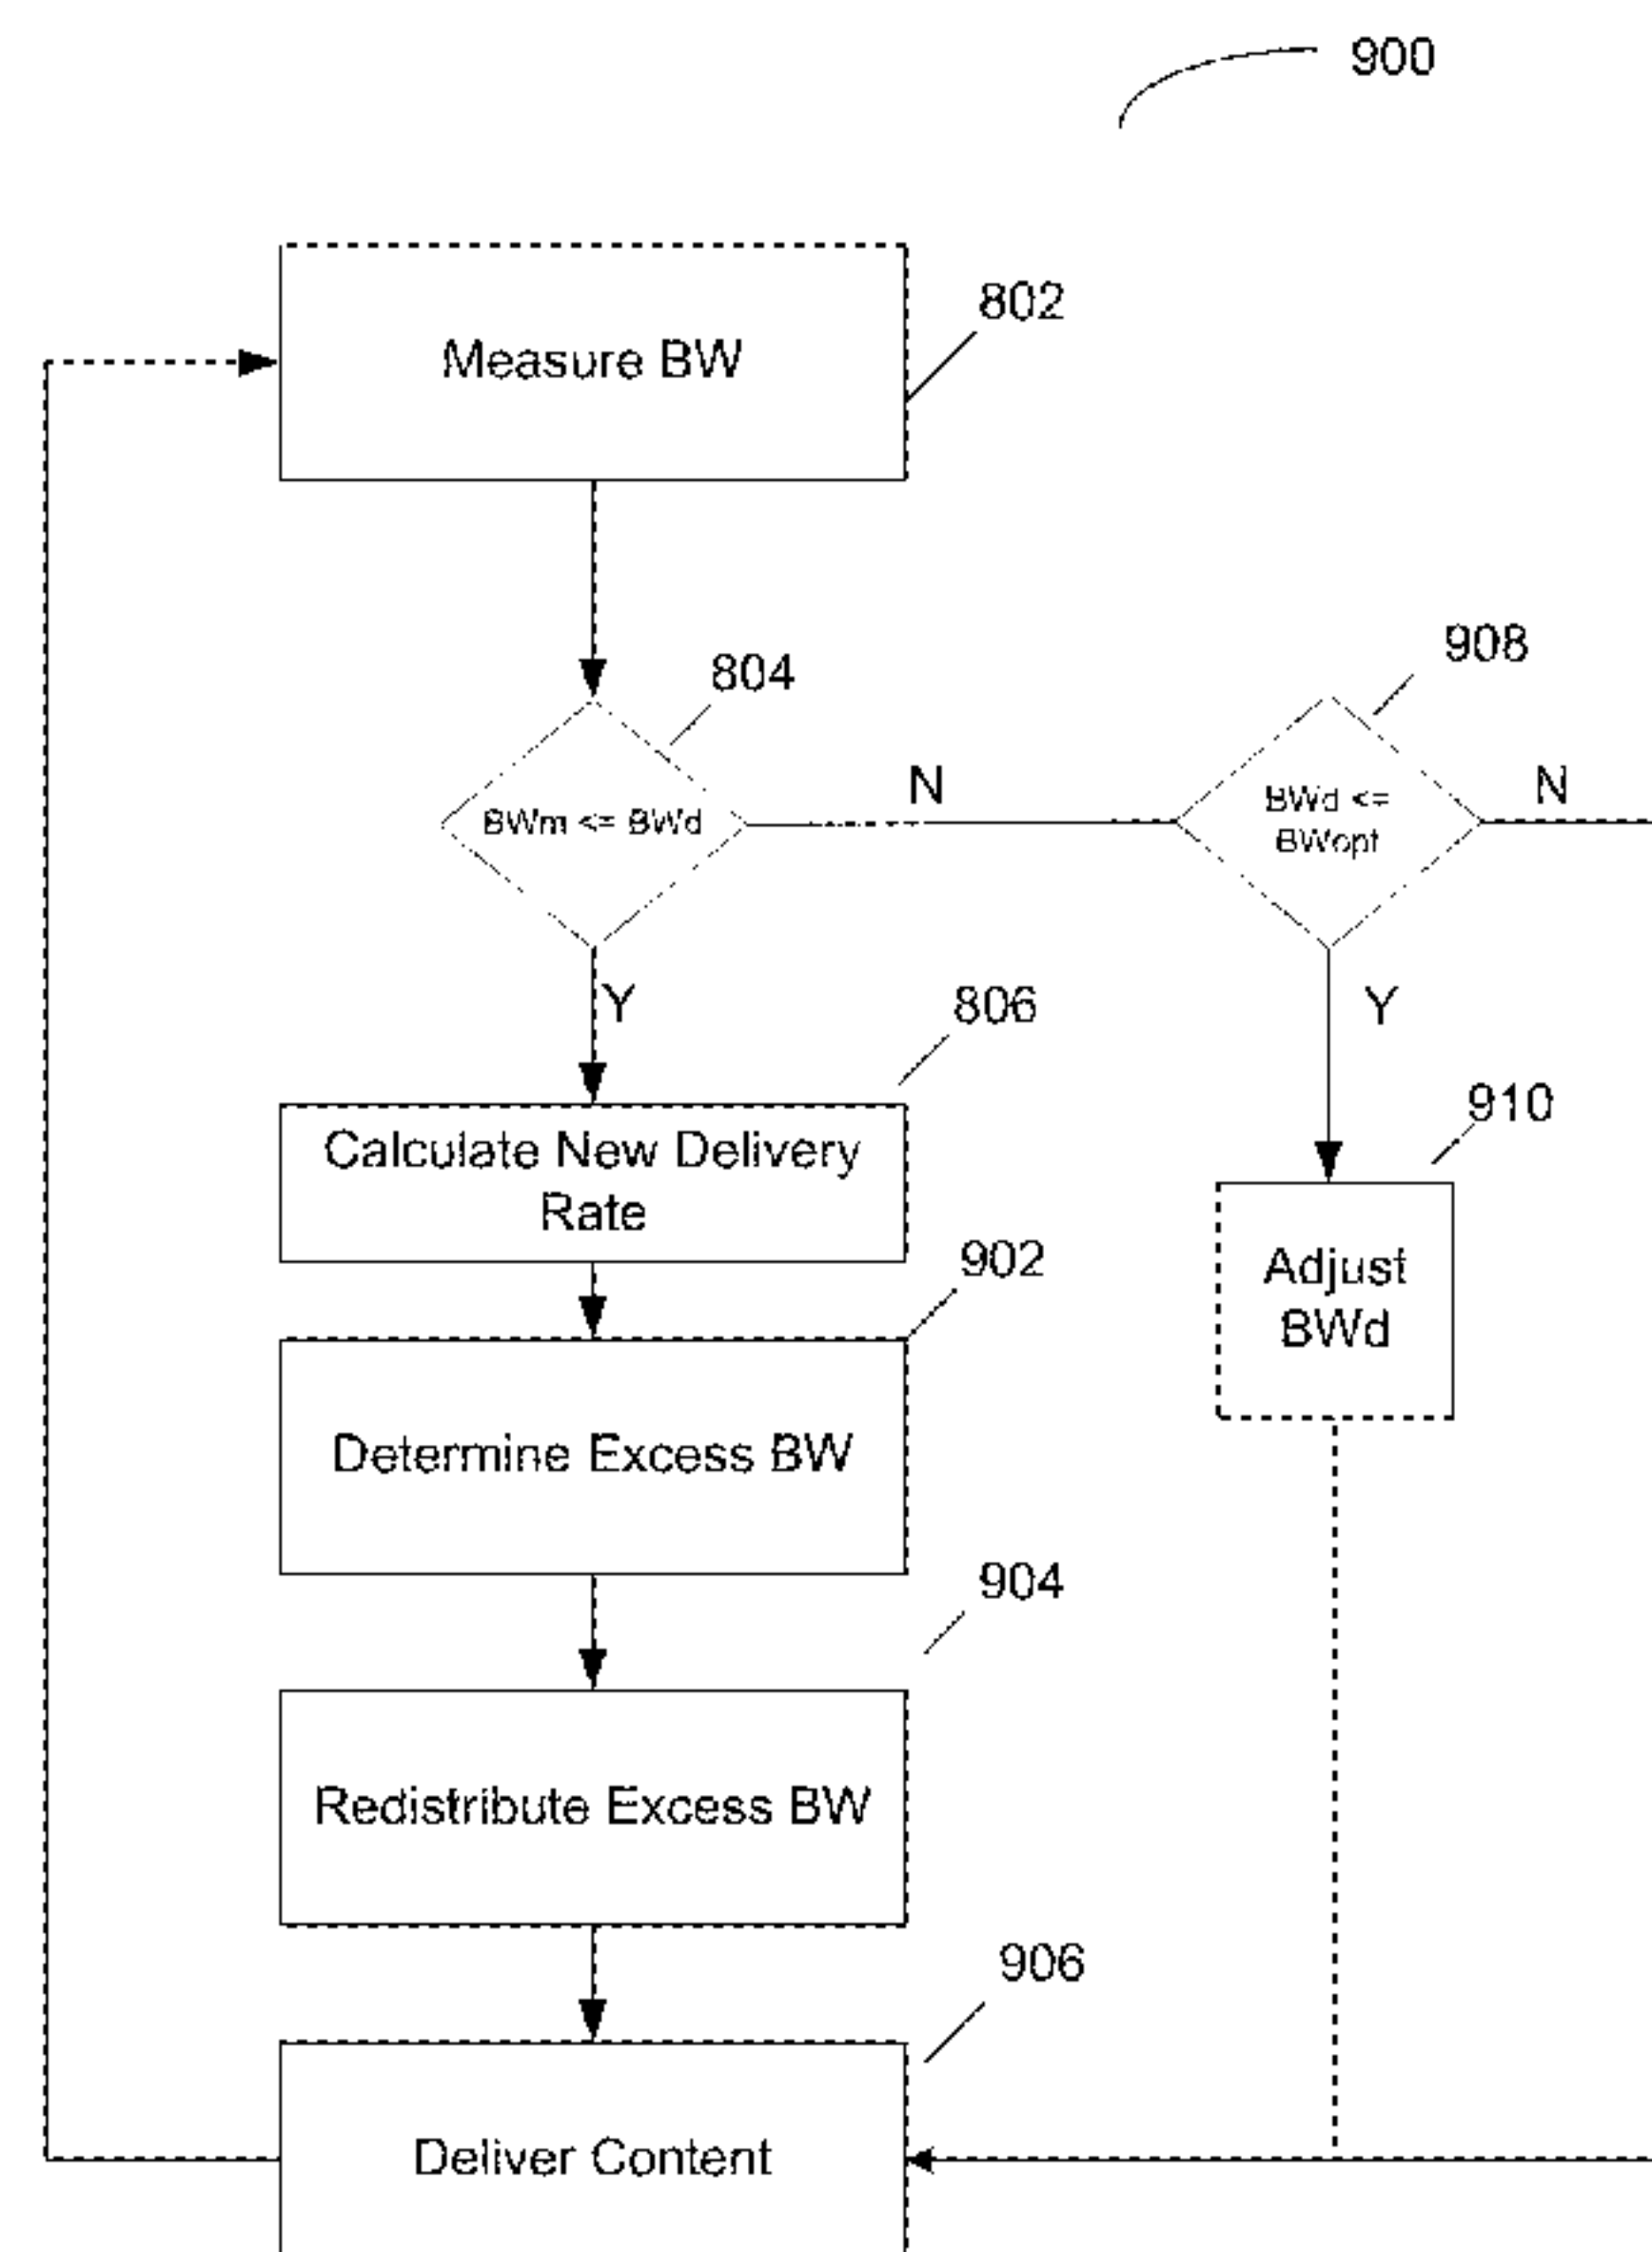 900
Measure BW
802
804
908
BWm <= BWd
N
BWd <=
BWopt
N
Y
Y
806
Calculate New Delivery
Rate
910
902
Adjust
BWd
Determine Excess BW
904
Redistribute Excess BW
906
Deliver Content